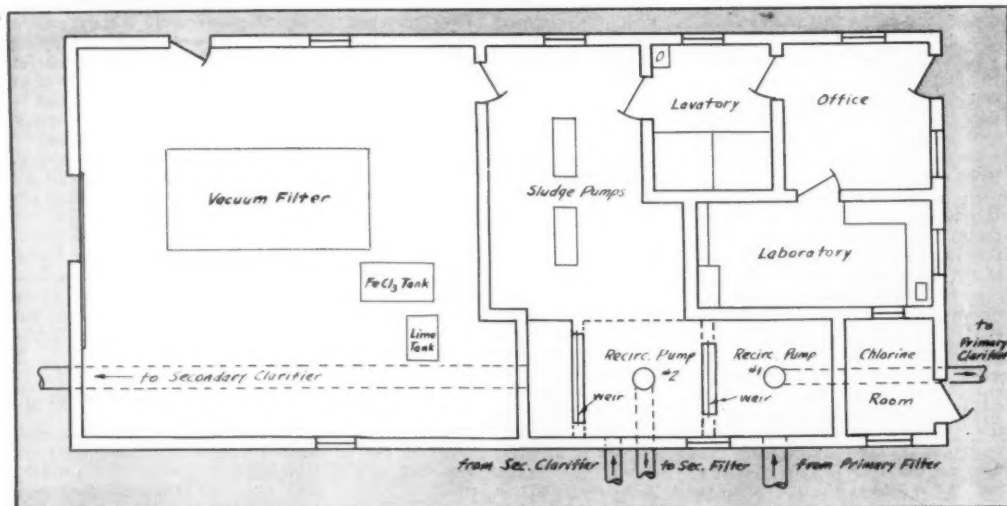 Lavatory
Office
Vacuum Filter
Sludge Pumps
Laboratory
FeCl3 Tank
Lime
Tank
Recirc. Pump
#2
Recirc. Pump
#1
Chlorine
Room
to
Primary
Clarifier
← to Secondary Clarifier
weir
weir
from Sec. Clarifier
to Sec. Filter
from Primary Filter